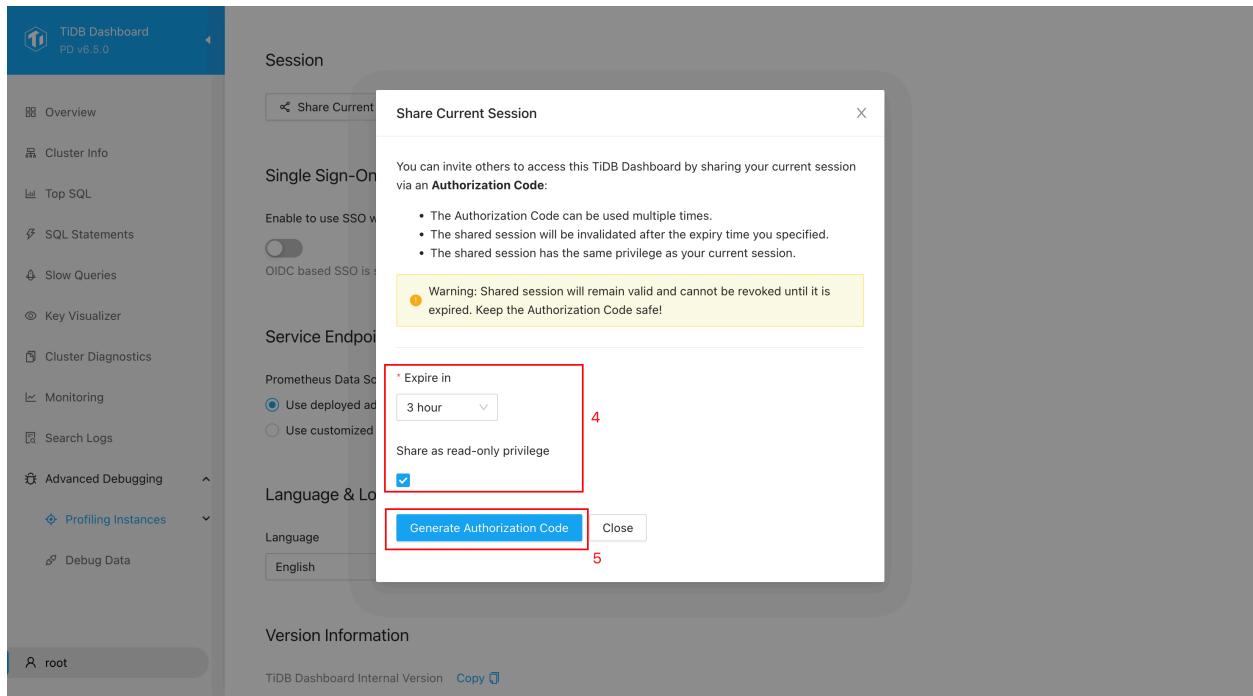 TiDB Dashboard
PD v6.5.0
Overview
Cluster Info
Top SQL
SQL Statements
Slow Queries
Key Visualizer
Cluster Diagnostics
Monitoring
Search Logs
Advanced Debugging
Profiling Instances
Debug Data
root
Session
Share Current
Single Sign-On
Enable to use SSO w
OIDC based SSO is s
Service Endpoi
Prometheus Data So
Use deployed ad
Use customized
Language & Lo
Language
English
Version Information
TiDB Dashboard Internal Version Copy
Share Current Session
You can invite others to access this TiDB Dashboard by sharing your current session
via an Authorization Code:
• The Authorization Code can be used multiple times.
• The shared session will be invalidated after the expiry time you specified.
• The shared session has the same privilege as your current session.
Warning: Shared session will remain valid and cannot be revoked until it is
expired. Keep the Authorization Code safe!
* Expire in
3 hour
4
Share as read-only privilege
Generate Authorization Code Close
5